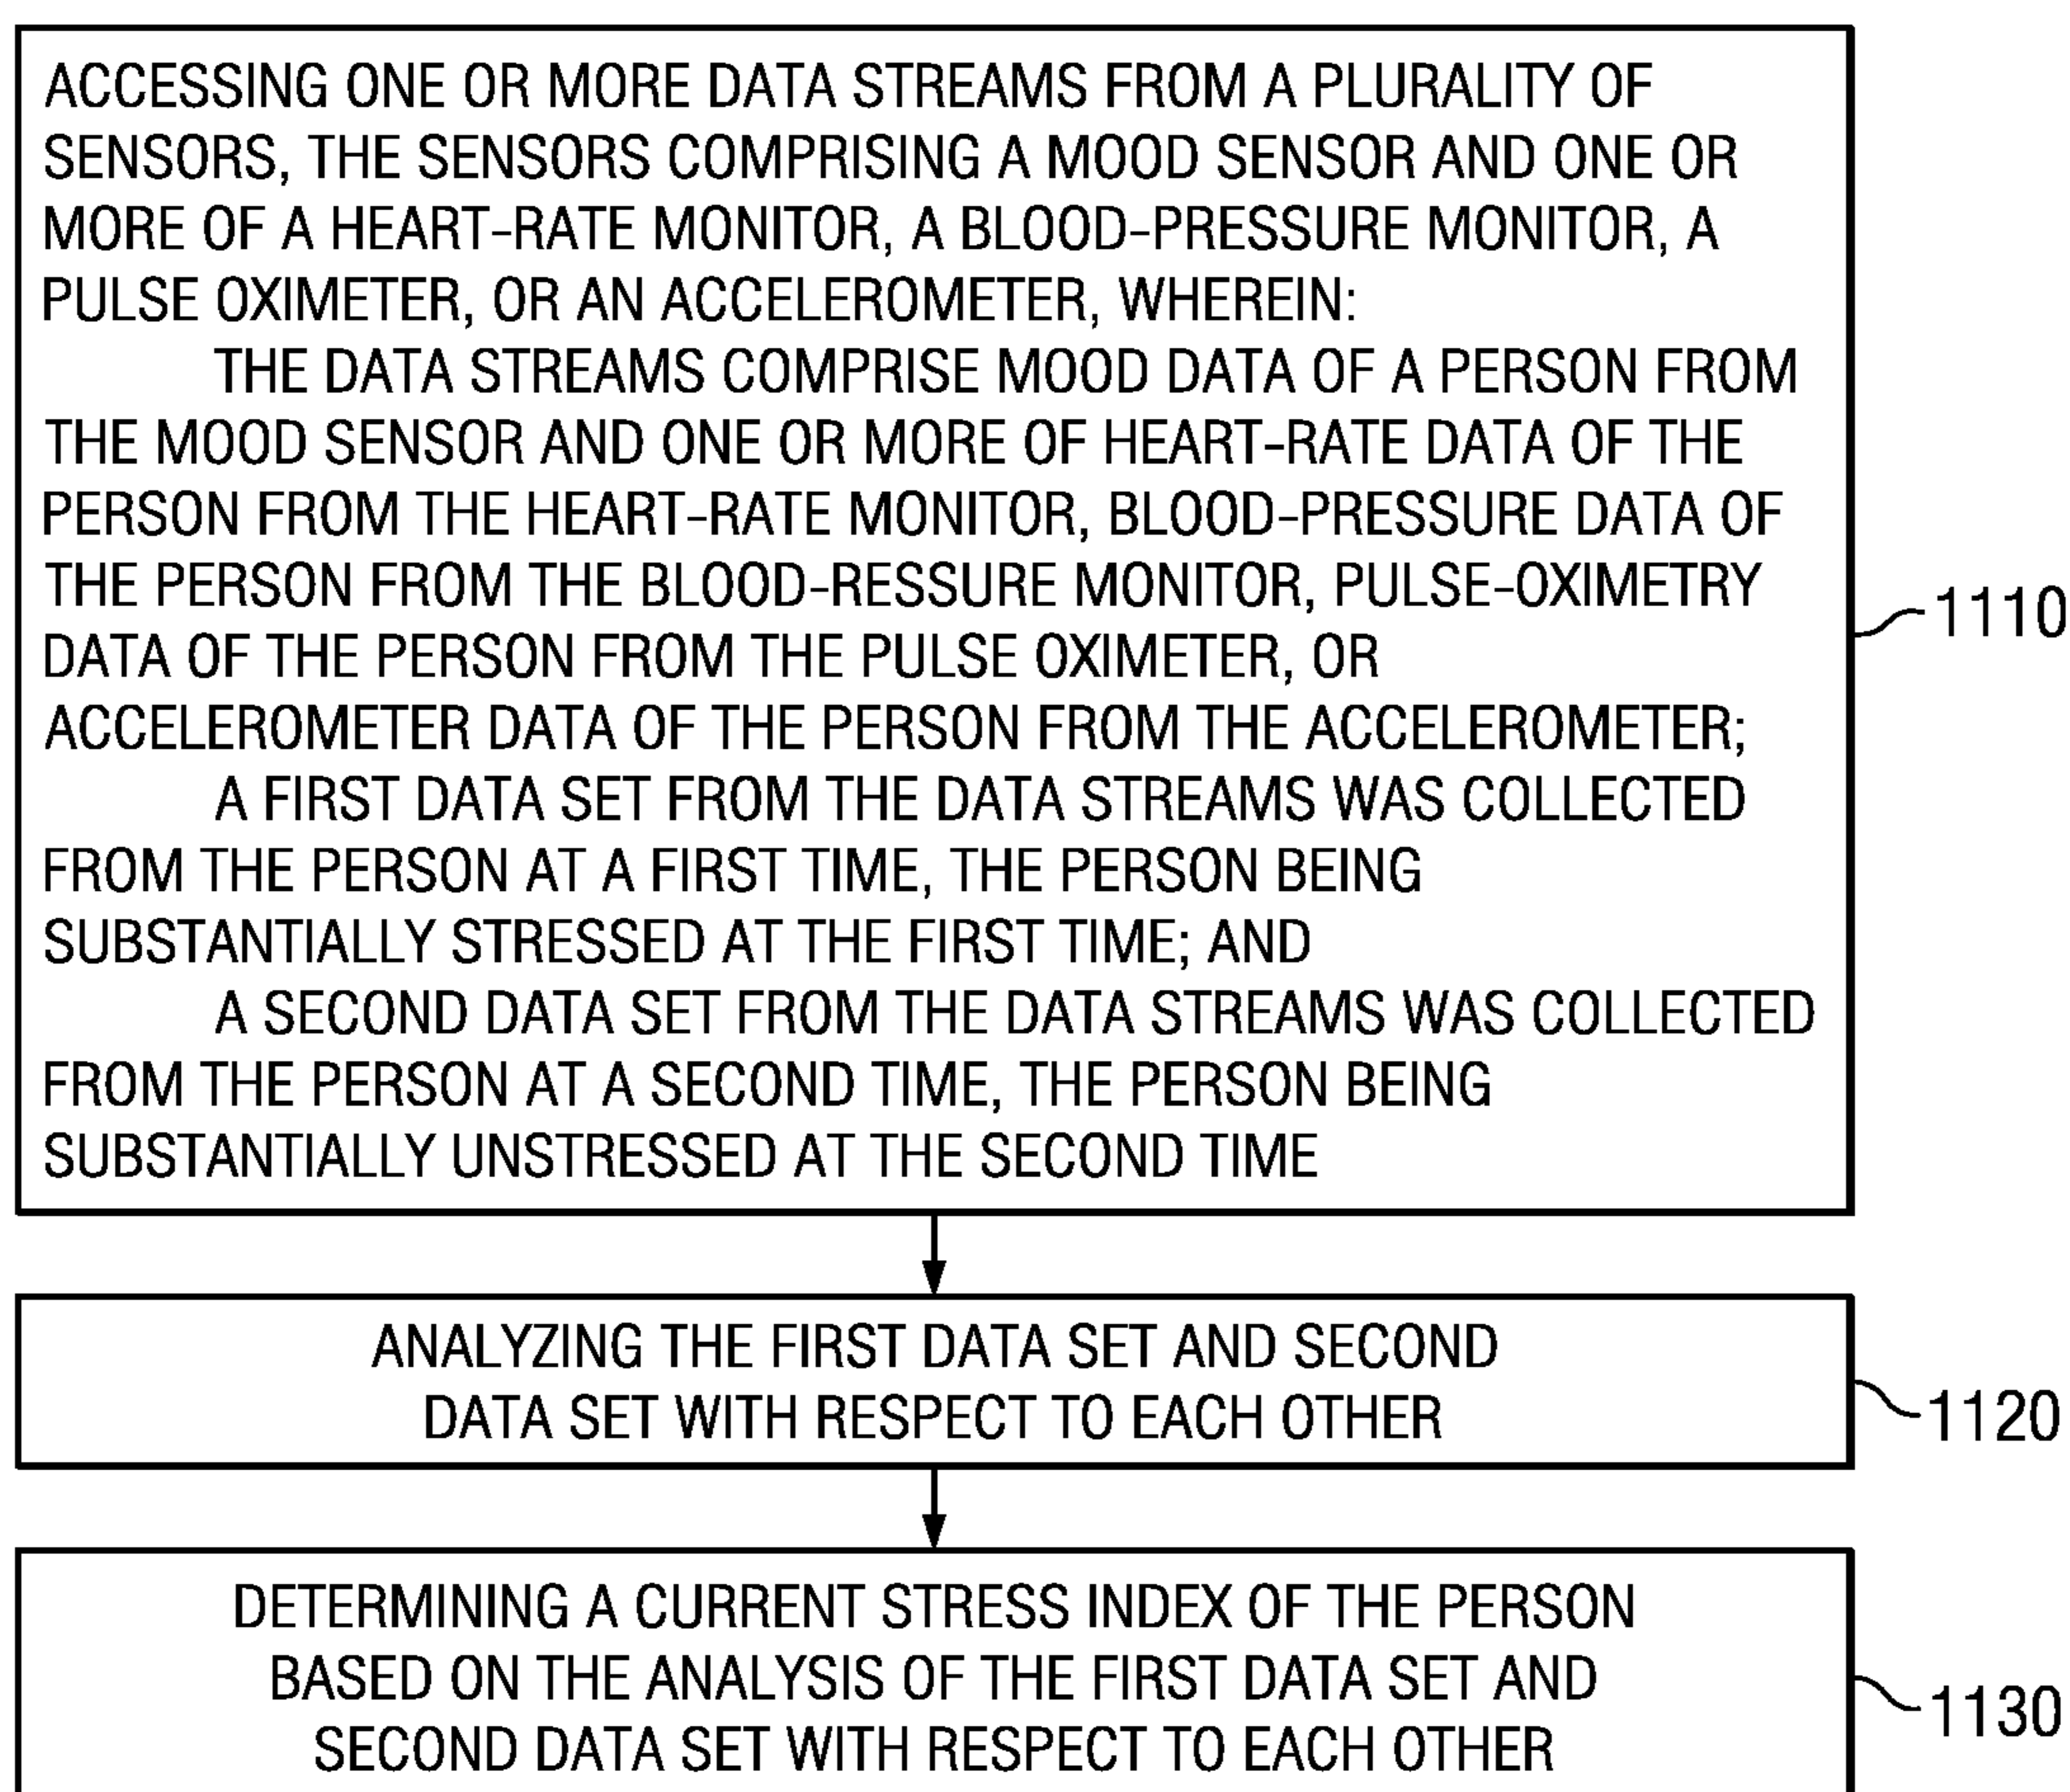 ACCESSING ONE OR MORE DATA STREAMS FROM A PLURALITY OF
SENSORS, THE SENSORS COMPRISING A MOOD SENSOR AND ONE OR
MORE OF A HEART-RATE MONITOR, A BLOOD-PRESSURE MONITOR, A
PULSE OXIMETER, OR AN ACCELEROMETER, WHEREIN:
THE DATA STREAMS COMPRISE MOOD DATA OF A PERSON FROM
THE MOOD SENSOR AND ONE OR MORE OF HEART-RATE DATA OF THE
PERSON FROM THE HEART-RATE MONITOR, BLOOD-PRESSURE DATA OF
THE PERSON FROM THE BLOOD-RESSURE MONITOR, PULSE-OXIMETRY
DATA OF THE PERSON FROM THE PULSE OXIMETER, OR
ACCELEROMETER DATA OF THE PERSON FROM THE ACCELEROMETER;
A FIRST DATA SET FROM THE DATA STREAMS WAS COLLECTED
FROM THE PERSON AT A FIRST TIME, THE PERSON BEING
SUBSTANTIALLY STRESSED AT THE FIRST TIME; AND
A SECOND DATA SET FROM THE DATA STREAMS WAS COLLECTED
FROM THE PERSON AT A SECOND TIME, THE PERSON BEING
SUBSTANTIALLY UNSTRESSED AT THE SECOND TIME
1110
ANALYZING THE FIRST DATA SET AND SECOND
DATA SET WITH RESPECT TO EACH OTHER
1120
DETERMINING A CURRENT STRESS INDEX OF THE PERSON
BASED ON THE ANALYSIS OF THE FIRST DATA SET AND
SECOND DATA SET WITH RESPECT TO EACH OTHER
1130